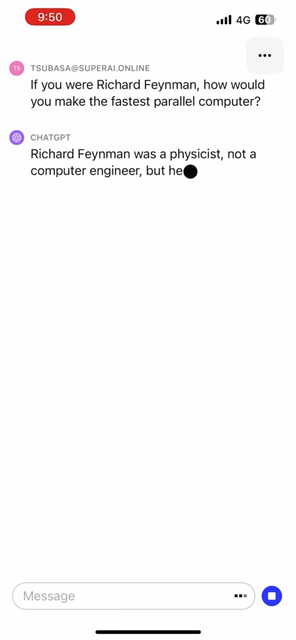 9:50
4G
60
TS
TSUBASA@SUPERAI.ONLINE
If you were Richard Feynman, how would
you make the fastest parallel computer?
CHATGPT
Richard Feynman was a physicist, not a
computer engineer, but he
Message